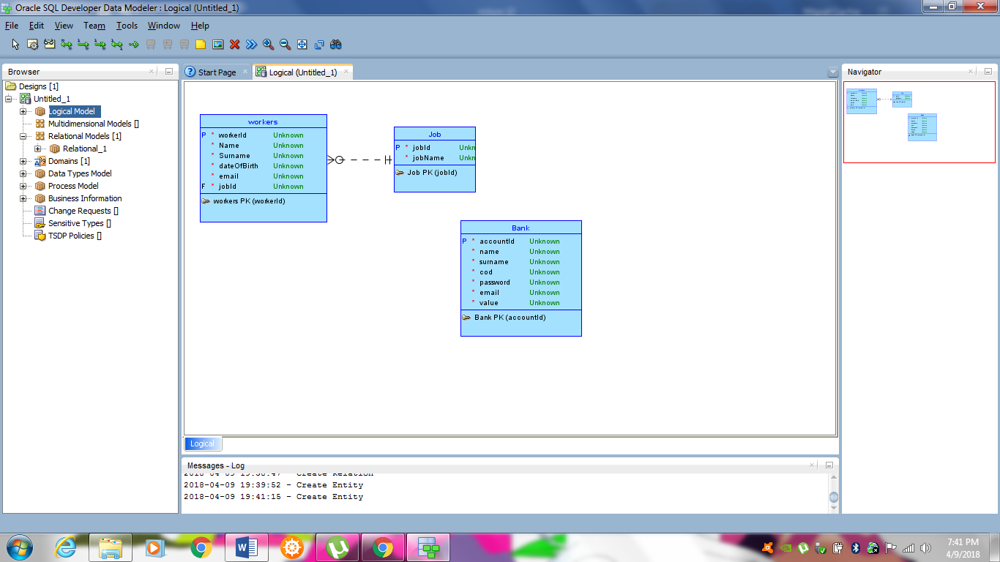 Oracle SQL Developer Data Modeler : Logical (Untitled_1)
File Edit View Team Tools Window Help
Browser
Designs [1]
Untitled_1
Logical Model
Multidimensional Models []
Relational Models [1]
Relational_1
Domains [1]
Data Types Model
Process Model
Business Information
Change Requests []
Sensitive Types []
TSDP Policies []
Start Page
Logical (Untitled_1)
workers
P * workerId Unknown
* Name Unknown
* Surname Unknown
* dateOfBirth Unknown
* email Unknown
F * jobId Unknown
workers PK (workerId)
Job
P * jobId Unkn
* jobName Unkn
Job PK (jobId)
Bank
P * accountId Unknown
* name Unknown
* surname Unknown
* cod Unknown
* password Unknown
* email Unknown
* value Unknown
Bank PK (accountId)
Logical
Messages - Log
2018-04-09 19:38:47 - Create Relation
2018-04-09 19:39:52 - Create Entity
2018-04-09 19:41:15 - Create Entity
Navigator
7:41 PM
4/9/2018